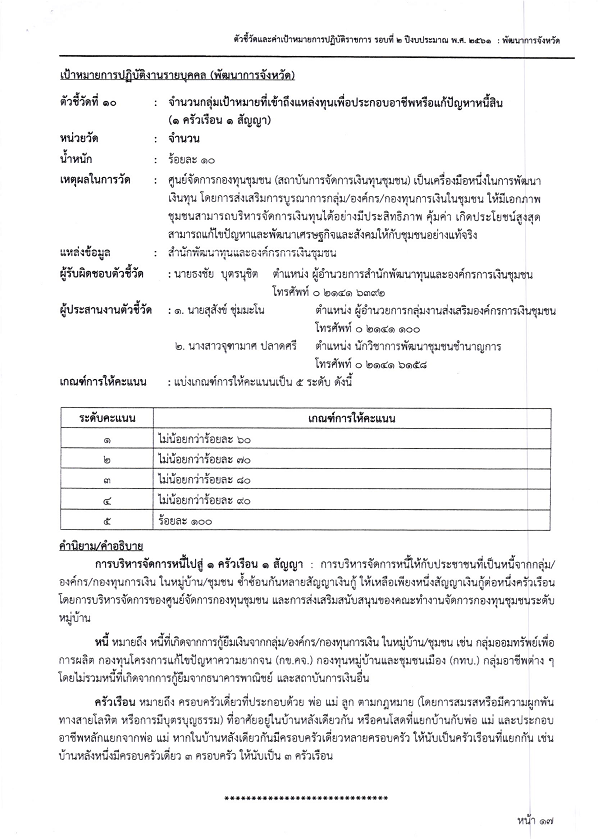 ตัวชี้วัดและค่าเป้าหมายการปฏิบัติราชการ รอบที่ ๒ ปีงบประมาณ พ.ศ. ๒๕๖๑ : พัฒนาการจังหวัด
เป้าหมายการปฏิบัติงานรายบุคคล (พัฒนาการจังหวัด)
ตัวชี้วัดที่ ๑๐ : จำนวนกลุ่มเป้าหมายที่เข้าถึงแหล่งทุนเพื่อประกอบอาชีพหรือแก้ปัญหาหนี้สิน
(๑ ครัวเรือน ๑ สัญญา)
หน่วยวัด : จำนวน
น้ำหนัก : ร้อยละ ๑๐
เหตุผลในการวัด : ศูนย์จัดการกองทุนชุมชน (สถาบันการจัดการเงินทุนชุมชน) เป็นเครื่องมือหนึ่งในการพัฒนา
เงินทุน โดยการส่งเสริมการบูรณาการกลุ่ม/องค์กร/กองทุนการเงินในชุมชน ให้มีเอกภาพ
ชุมชนสามารถบริหารจัดการเงินทุนได้อย่างมีประสิทธิภาพ คุ้มค่า เกิดประโยชน์สูงสุด
สามารถแก้ไขปัญหาและพัฒนาเศรษฐกิจและสังคมให้กับชุมชนอย่างแท้จริง
แหล่งข้อมูล : สำนักพัฒนาทุนและองค์กรการเงินชุมชน
ผู้รับผิดชอบตัวชี้วัด : นายธงชัย บุตรนุชิต ตำแหน่ง ผู้อำนวยการสำนักพัฒนาทุนและองค์กรการเงินชุมชน
โทรศัพท์ ๐ ๒๑๔๑ ๖๓๙๒
ผู้ประสานงานตัวชี้วัด : ๑. นายสุสังข์ ชุ่มมะโน ตำแหน่ง ผู้อำนวยการกลุ่มงานส่งเสริมองค์กรการเงินชุมชน
โทรศัพท์ ๐ ๒๑๔๑ ๑๐๐
๒. นางสาวจุฑามาศ ปลาดศรี ตำแหน่ง นักวิชาการพัฒนาชุมชนชำนาญการ
โทรศัพท์ ๐ ๒๑๔๑ ๖๑๕๘
เกณฑ์การให้คะแนน : แบ่งเกณฑ์การให้คะแนนเป็น ๕ ระดับ ดังนี้
ระดับคะแนน เกณฑ์การให้คะแนน
๑ ไม่น้อยกว่าร้อยละ ๖๐
๒ ไม่น้อยกว่าร้อยละ ๗๐
๓ ไม่น้อยกว่าร้อยละ ๘๐
๔ ไม่น้อยกว่าร้อยละ ๙๐
๕ ร้อยละ ๑๐๐
คำนิยาม/คำอธิบาย
การบริหารจัดการหนี้ไปสู่ ๑ ครัวเรือน ๑ สัญญา : การบริหารจัดการหนี้ให้กับประชาชนที่เป็นหนี้จากกลุ่ม/
องค์กร/กองทุนการเงิน ในหมู่บ้าน/ชุมชน ซ้ำซ้อนกันหลายสัญญาเงินกู้ ให้เหลือเพียงหนึ่งสัญญาเงินกู้ต่อหนึ่งครัวเรือน
โดยการบริหารจัดการของศูนย์จัดการกองทุนชุมชน และการส่งเสริมสนับสนุนของคณะทำงานจัดการกองทุนชุมชนระดับ
หมู่บ้าน
หนี้ หมายถึง หนี้ที่เกิดจากการกู้ยืมเงินจากกลุ่ม/องค์กร/กองทุนการเงิน ในหมู่บ้าน/ชุมชน เช่น กลุ่มออมทรัพย์เพื่อ
การผลิต กองทุนโครงการแก้ไขปัญหาความยากจน (กข.คจ.) กองทุนหมู่บ้านและชุมชนเมือง (กทบ.) กลุ่มอาชีพต่าง ๆ
โดยไม่รวมหนี้ที่เกิดจากการกู้ยืมจากธนาคารพาณิชย์ และสถาบันการเงินอื่น
ครัวเรือน หมายถึง ครอบครัวเดี่ยวที่ประกอบด้วย พ่อ แม่ ลูก ตามกฎหมาย (โดยการสมรสหรือมีความผูกพัน
ทางสายโลหิต หรือการมีบุตรบุญธรรม) ที่อาศัยอยู่ในบ้านหลังเดียวกัน หรือคนโสดที่แยกบ้านกับพ่อ แม่ และประกอบ
อาชีพหลักแยกจากพ่อ แม่ หากในบ้านหลังเดียวกันมีครอบครัวเดี่ยวหลายครอบครัว ให้นับเป็นครัวเรือนที่แยกกัน เช่น
บ้านหลังหนึ่งมีครอบครัวเดี่ยว ๓ ครอบครัว ให้นับเป็น ๓ ครัวเรือน
******************************
หน้า ๑๗